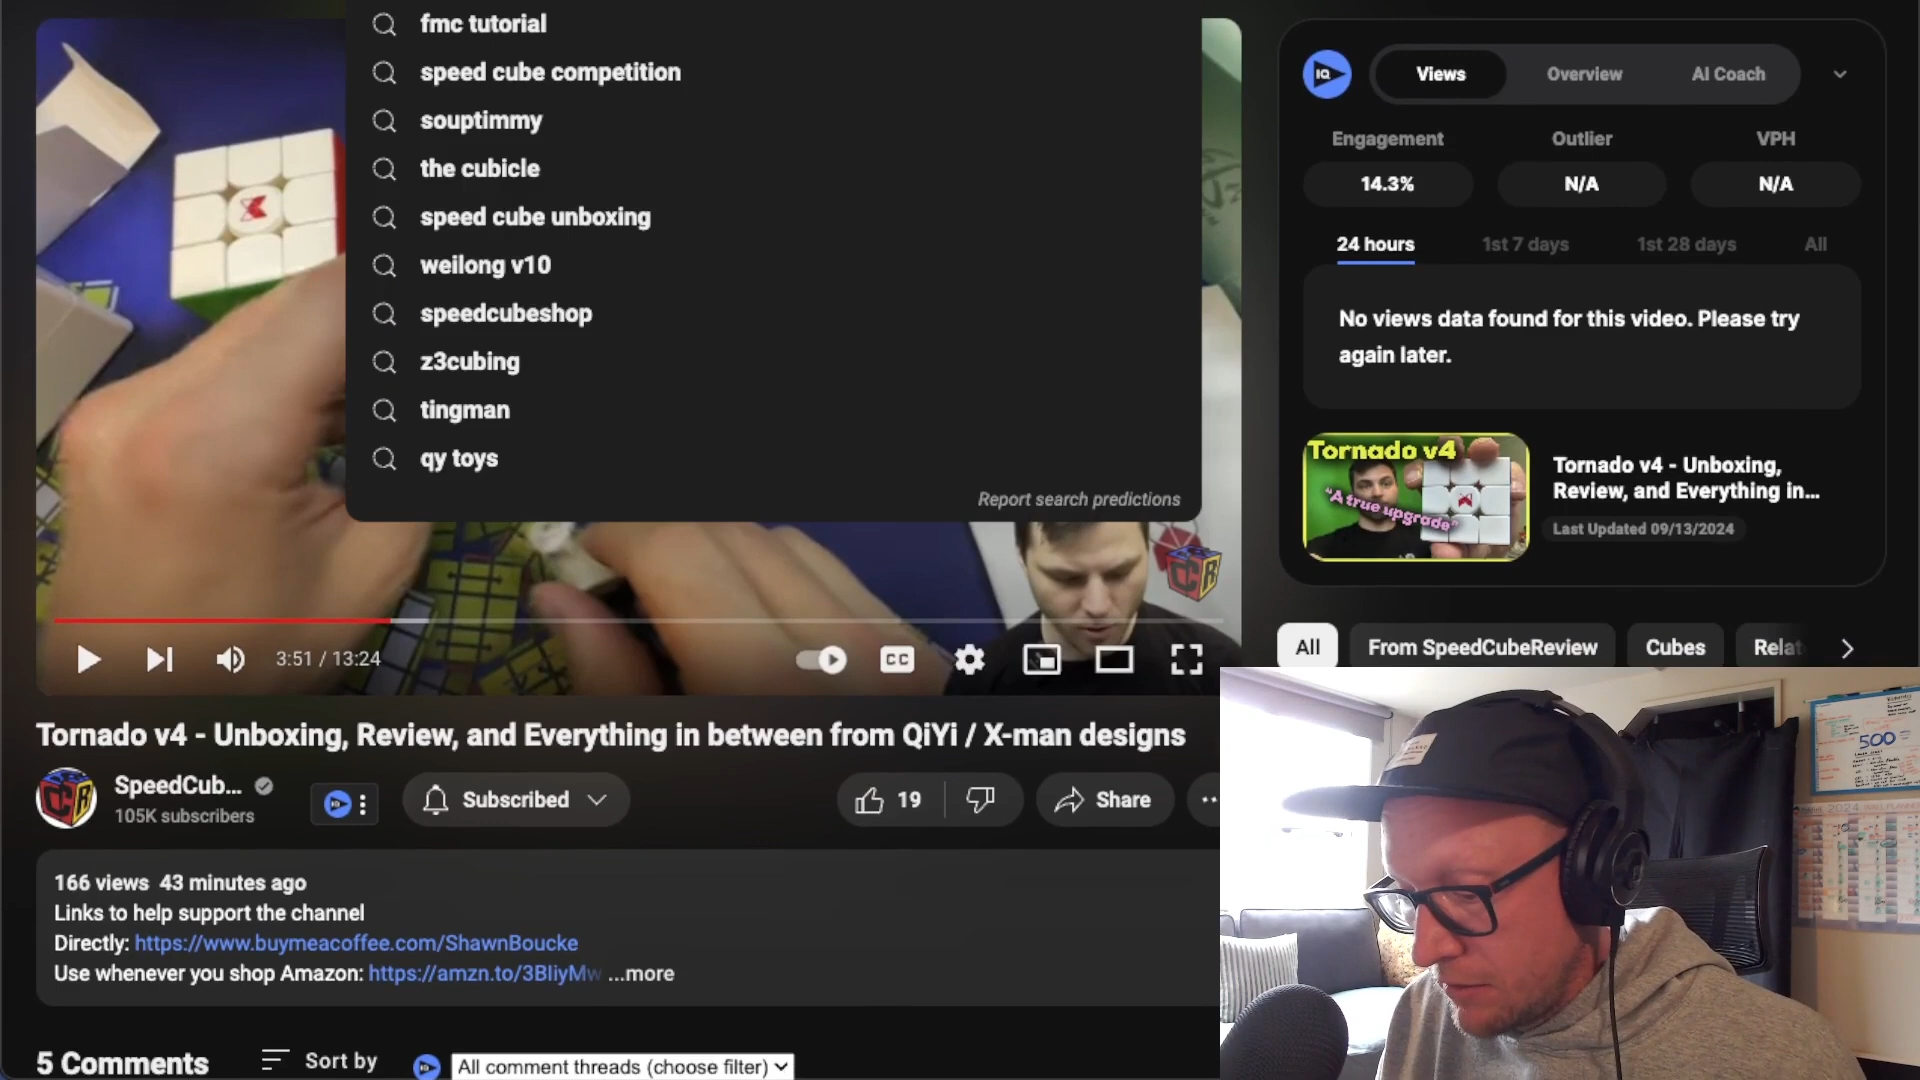 fmc tutorial
speed cube competition
souptimmy
the cubicle
speed cube unboxing
weilong v10
speedcubeshop
z3cubing
tingman
qy toys
Report search predictions
3:51 / 13:24
CC
Tornado v4 - Unboxing, Review, and Everything in between from QiYi / X-man designs
SpeedCub...
105K subscribers
Subscribed
19
Share
166 views 43 minutes ago
Links to help support the channel
Directly: https://www.buymeacoffee.com/ShawnBoucke
Use whenever you shop Amazon: https://amzn.to/3BIiyMw ...more
5 Comments
Sort by
All comment threads (choose filter)
IQ
Views
Overview
AI Coach
Engagement
Outlier
VPH
14.3%
N/A
N/A
24 hours
1st 7 days
1st 28 days
All
No views data found for this video. Please try
again later.
Tornado v4
"A true upgrade"
Tornado v4 - Unboxing,
Review, and Everything in...
Last Updated 09/13/2024
All
From SpeedCubeReview
Cubes
Relat
500
2024